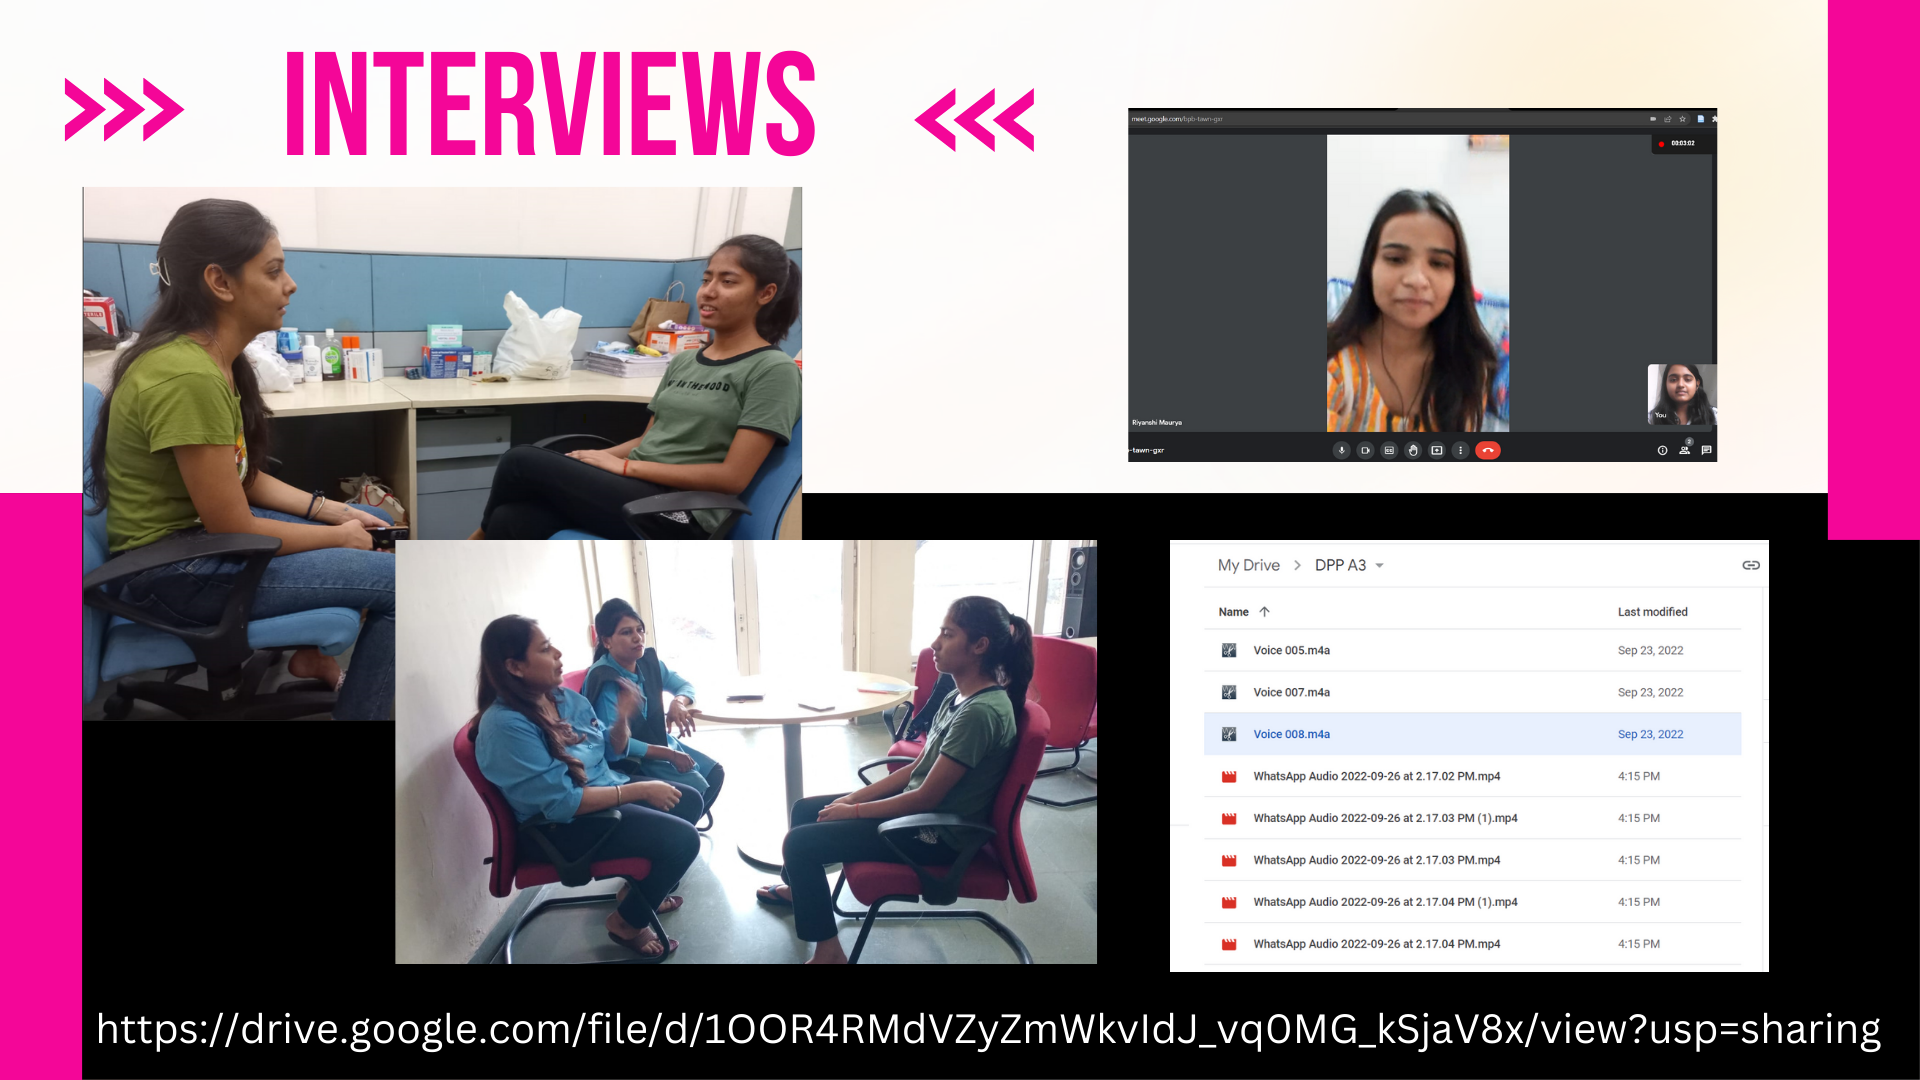 INTERVIEWS
meet.google.com/bpb-tawn-gxr
00:03:02
Riyanshi Maurya
You
-tawn-gxr
2
My Drive > DPP A3
Name Last modified
Voice 005.m4a Sep 23, 2022
Voice 007.m4a Sep 23, 2022
Voice 008.m4a Sep 23, 2022
WhatsApp Audio 2022-09-26 at 2.17.02 PM.mp4 4:15 PM
WhatsApp Audio 2022-09-26 at 2.17.03 PM (1).mp4 4:15 PM
WhatsApp Audio 2022-09-26 at 2.17.03 PM.mp4 4:15 PM
WhatsApp Audio 2022-09-26 at 2.17.04 PM (1).mp4 4:15 PM
WhatsApp Audio 2022-09-26 at 2.17.04 PM.mp4 4:15 PM
https://drive.google.com/file/d/1OOR4RMdVZyZmWkvIdJ_vq0MG_kSjaV8x/view?usp=sharing